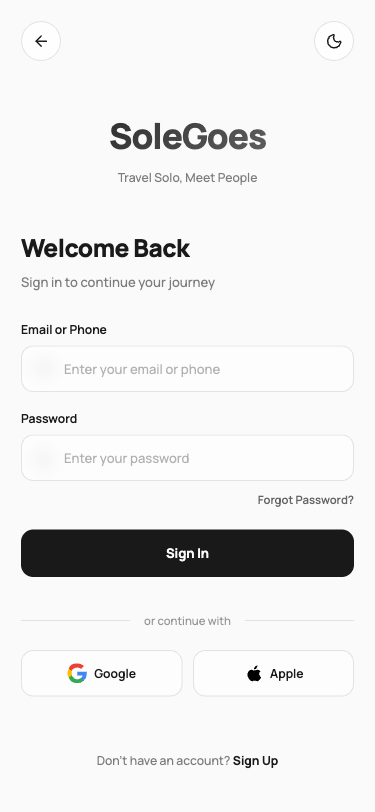 SoleGoes
Travel Solo, Meet People
Welcome Back
Sign in to continue your journey
Email or Phone
Enter your email or phone
Password
Enter your password
Forgot Password?
Sign In
or continue with
Google
Apple
Don't have an account? Sign Up